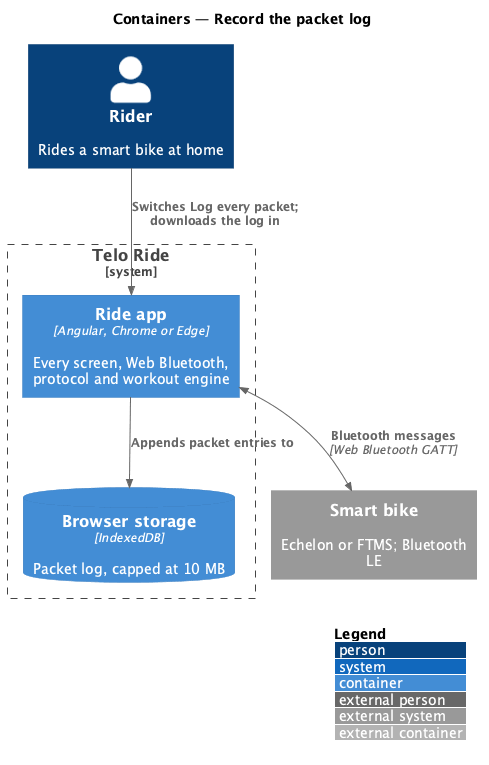 Containers — Record the packet log
Rider
Rides a smart bike at home
Switches Log every packet;
downloads the log in
Telo Ride
[system]
Ride app
[Angular, Chrome or Edge]
Every screen, Web Bluetooth,
protocol and workout engine
Appends packet entries to
Bluetooth messages
[Web Bluetooth GATT]
Browser storage
[IndexedDB]
Packet log, capped at 10 MB
Smart bike
Echelon or FTMS; Bluetooth
LE
Legend
person
system
container
external person
external system
external container